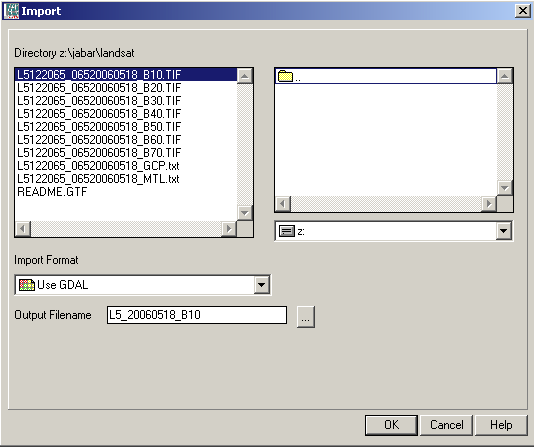 Import
Directory z:\jabar\landsat
L5122065_06520060518_B10.TIF
L5122065_06520060518_B20.TIF
L5122065_06520060518_B30.TIF
L5122065_06520060518_B40.TIF
L5122065_06520060518_B50.TIF
L5122065_06520060518_B60.TIF
L5122065_06520060518_B70.TIF
L5122065_06520060518_GCP.txt
L5122065_06520060518_MTL.txt
README.GTF
..
z:
Import Format
Use GDAL
Output Filename
L5_20060518_B10
...
OK
Cancel
Help